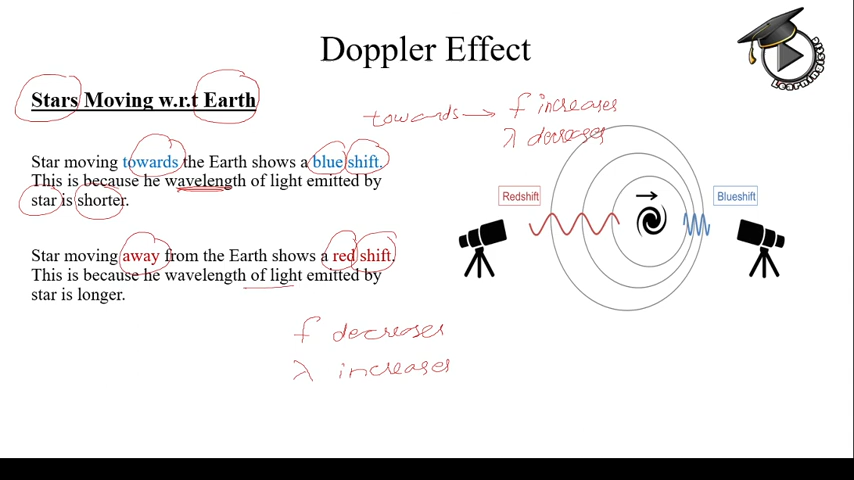 Doppler Effect
Stars Moving w.r.t Earth
towards → f increases
λ decreases
Star moving towards the Earth shows a blue shift.
This is because he wavelength of light emitted by
star is shorter.
Redshift
Blueshift
Star moving away from the Earth shows a red shift.
This is because he wavelength of light emitted by
star is longer.
f decreases
λ increases